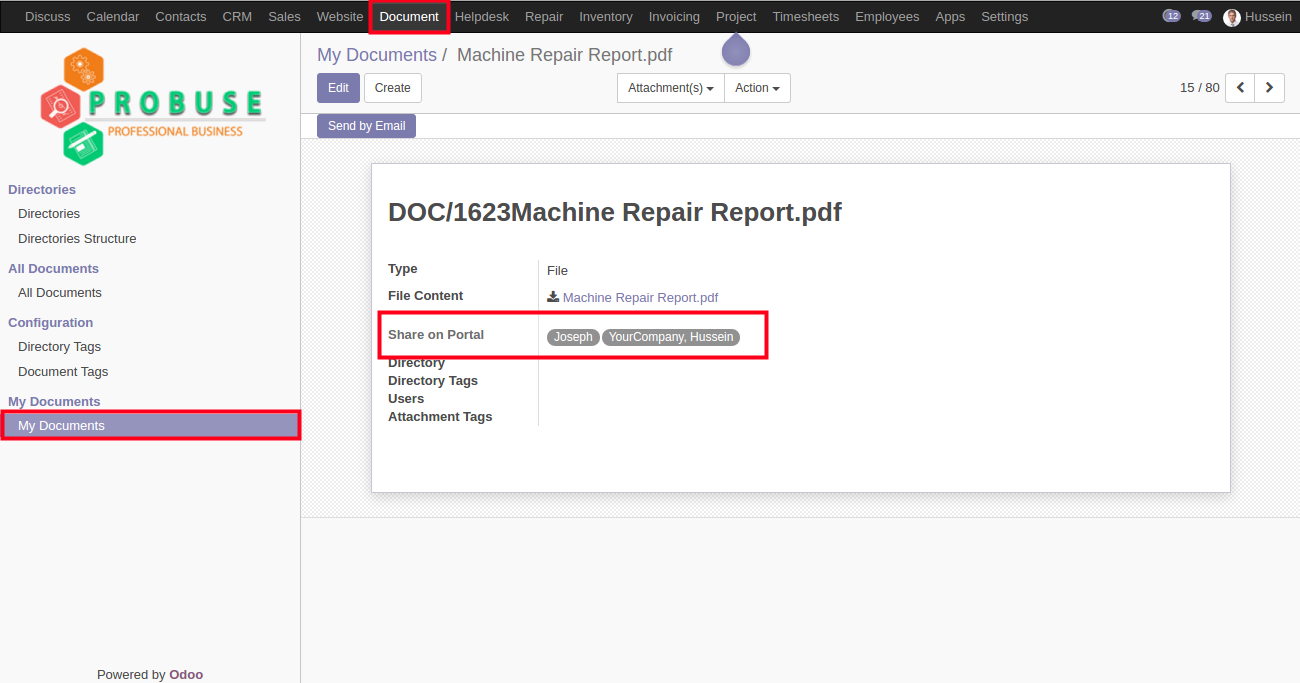 Discuss Calendar Contacts CRM Sales Website Document Helpdesk Repair Inventory Invoicing Project Timesheets Employees Apps Settings 12 21 Hussein
PROBUSE
PROFESSIONAL BUSINESS
Directories
Directories
Directories Structure
All Documents
All Documents
Configuration
Directory Tags
Document Tags
My Documents
My Documents
Powered by Odoo
My Documents / Machine Repair Report.pdf
Edit Create Attachment(s) Action 15 / 80
Send by Email
DOC/1623Machine Repair Report.pdf
Type File
File Content Machine Repair Report.pdf
Share on Portal Joseph YourCompany, Hussein
Directory
Directory Tags
Users
Attachment Tags